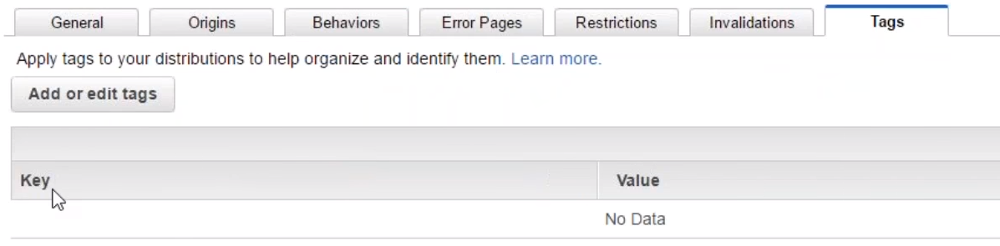 General Origins Behaviors Error Pages Restrictions Invalidations Tags
Apply tags to your distributions to help organize and identify them. Learn more.
Add or edit tags
Key Value
No Data